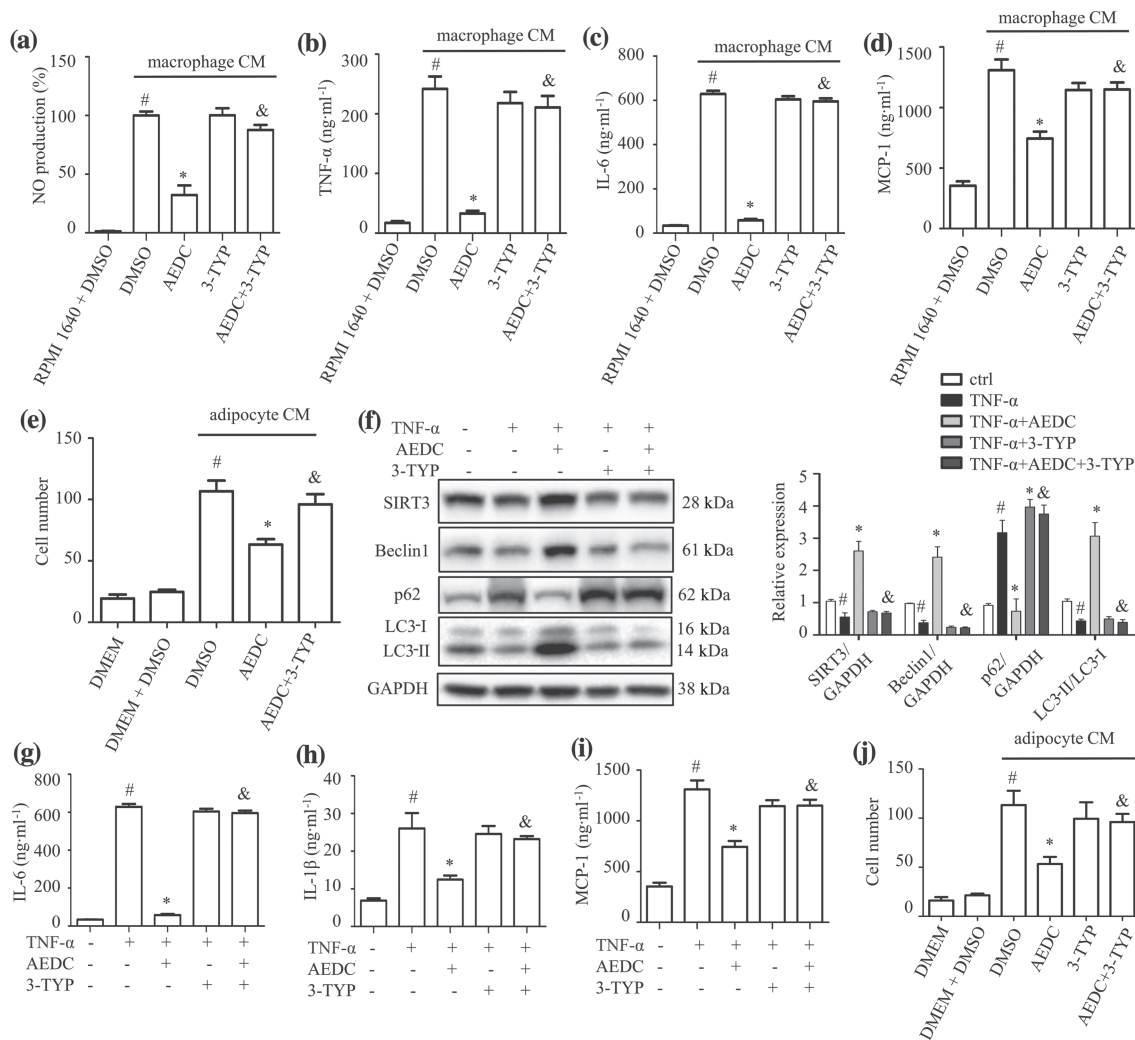 (a)
macrophage CM
NO production (%)
150
100
50
0
#
*
&
RPMI 1640 + DMSO
DMSO
AEDC
3-TYP
AEDC+3-TYP
(b)
macrophage CM
TNF-α (ng·ml⁻¹)
300
200
100
0
#
*
&
RPMI 1640 + DMSO
DMSO
AEDC
3-TYP
AEDC+3-TYP
(c)
macrophage CM
IL-6 (ng·ml⁻¹)
800
600
400
200
0
#
*
&
RPMI 1640 + DMSO
DMSO
AEDC
3-TYP
AEDC+3-TYP
(d)
macrophage CM
MCP-1 (ng·ml⁻¹)
1500
1000
500
0
#
*
&
RPMI 1640 + DMSO
DMSO
AEDC
3-TYP
AEDC+3-TYP
(e)
adipocyte CM
Cell number
150
100
50
0
#
*
&
DMEM
DMEM + DMSO
DMSO
AEDC
AEDC+3-TYP
(f)
TNF-α - + + + +
AEDC - - + - +
3-TYP - - - + +
SIRT3 28 kDa
Beclin1 61 kDa
p62 62 kDa
LC3-I 16 kDa
LC3-II 14 kDa
GAPDH 38 kDa
ctrl
TNF-α
TNF-α+AEDC
TNF-α+3-TYP
TNF-α+AEDC+3-TYP
Relative expression
5
4
3
2
1
0
# * &
# * &
# * * &
# * &
SIRT3/
GAPDH
Beclin1/
GAPDH
p62/
GAPDH
LC3-II/LC3-I
(g)
IL-6 (ng·ml⁻¹)
800
600
400
200
0
#
*
&
TNF-α - + + + +
AEDC - - + - +
3-TYP - - - + +
(h)
IL-1β (ng·ml⁻¹)
40
30
20
10
0
#
*
&
TNF-α - + + + +
AEDC - - + - +
3-TYP - - - + +
(i)
MCP-1 (ng·ml⁻¹)
1500
1000
500
0
#
*
&
TNF-α - + + + +
AEDC - - + - +
3-TYP - - - + +
(j)
adipocyte CM
Cell number
150
100
50
0
#
*
&
DMEM
DMEM + DMSO
DMSO
AEDC
3-TYP
AEDC+3-TYP